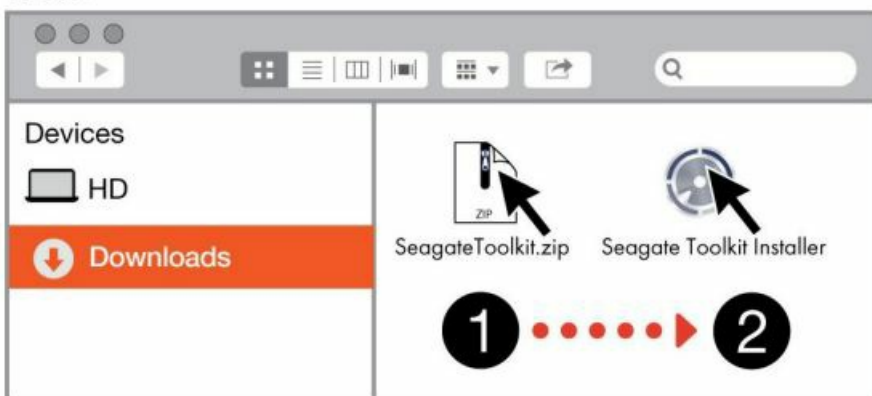 Devices
HD
Downloads
ZIP
SeagateToolkit.zip
Seagate Toolkit Installer
1
2